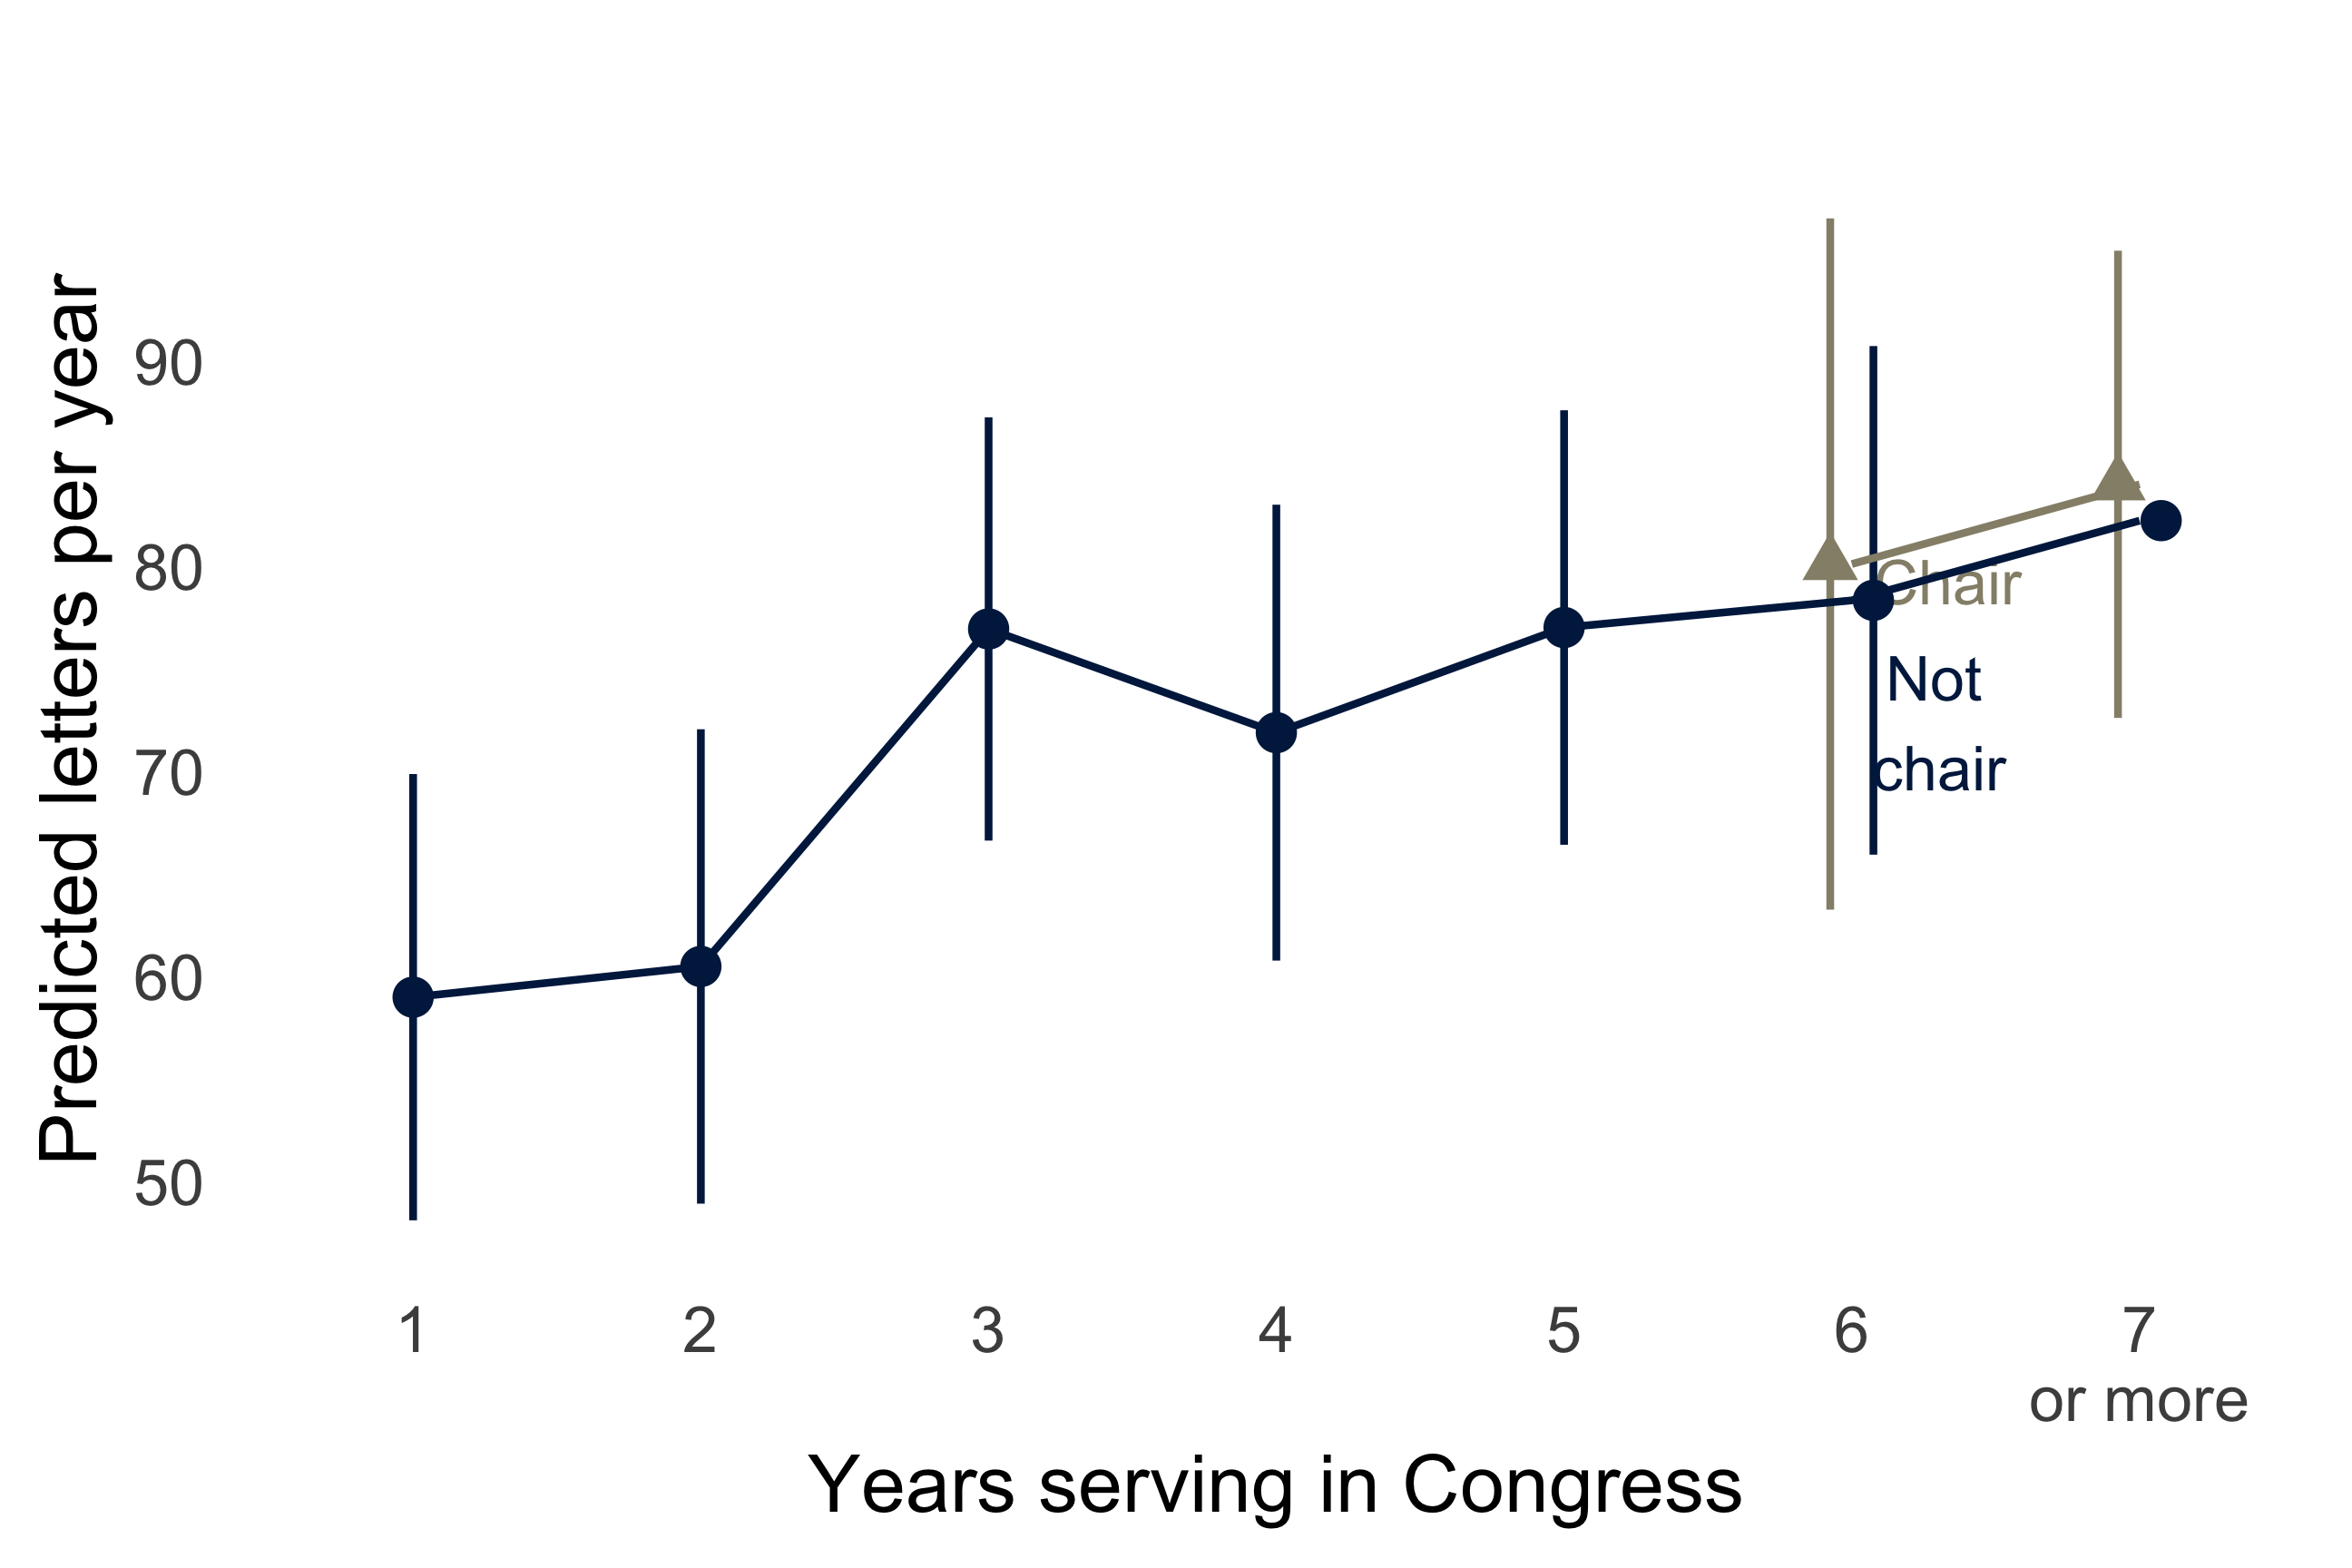 Predicted letters per year
90
80
70
60
50
Chair
Not
chair
1 2 3 4 5 6 7
or more
Years serving in Congress